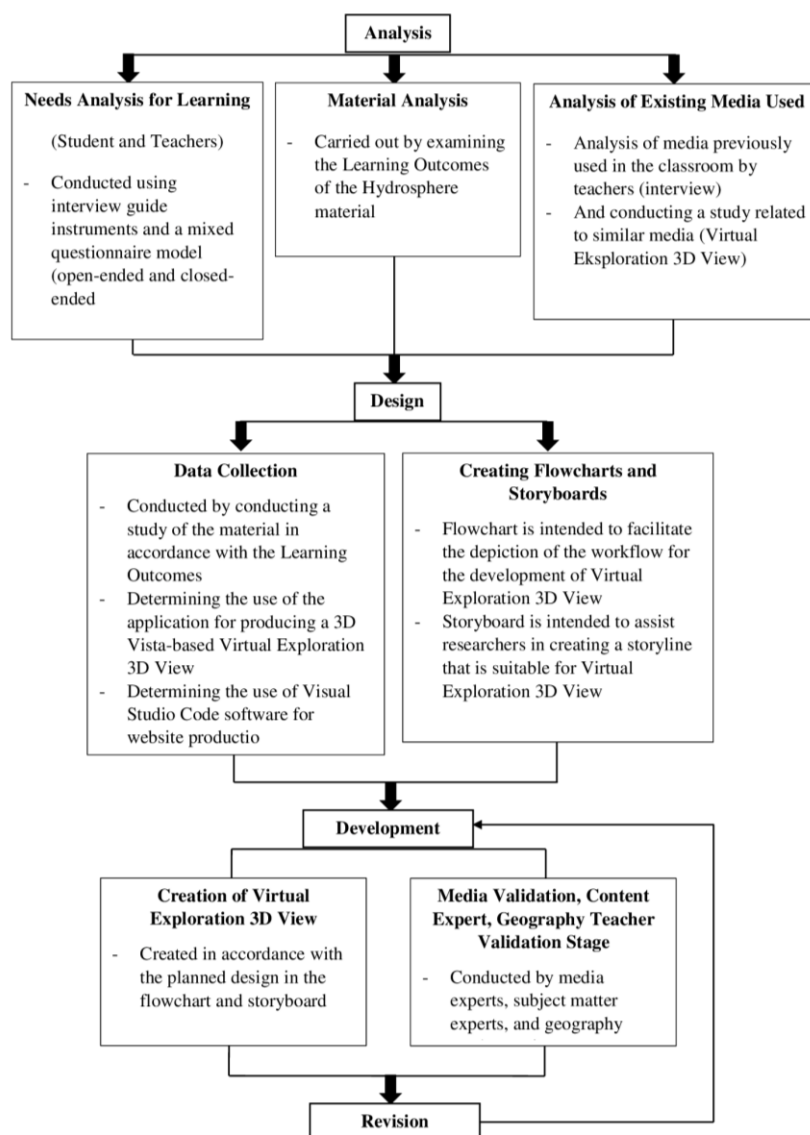 Analysis
Needs Analysis for Learning
(Student and Teachers)
- Conducted using
interview guide
instruments and a mixed
questionnaire model
(open-ended and closed-
ended
Material Analysis
- Carried out by examining
the Learning Outcomes
of the Hydrosphere
material
Analysis of Existing Media Used
- Analysis of media previously
used in the classroom by
teachers (interview)
- And conducting a study related
to similar media (Virtual
Eksploration 3D View)
Design
Data Collection
- Conducted by conducting a
study of the material in
accordance with the Learning
Outcomes
- Determining the use of the
application for producing a 3D
Vista-based Virtual Exploration
3D View
- Determining the use of Visual
Studio Code software for
website productio
Creating Flowcharts and
Storyboards
- Flowchart is intended to facilitate
the depiction of the workflow for
the development of Virtual
Exploration 3D View
- Storyboard is intended to assist
researchers in creating a storyline
that is suitable for Virtual
Exploration 3D View
Development
Creation of Virtual
Exploration 3D View
- Created in accordance with
the planned design in the
flowchart and storyboard
Media Validation, Content
Expert, Geography Teacher
Validation Stage
- Conducted by media
experts, subject matter
experts, and geography
Revision